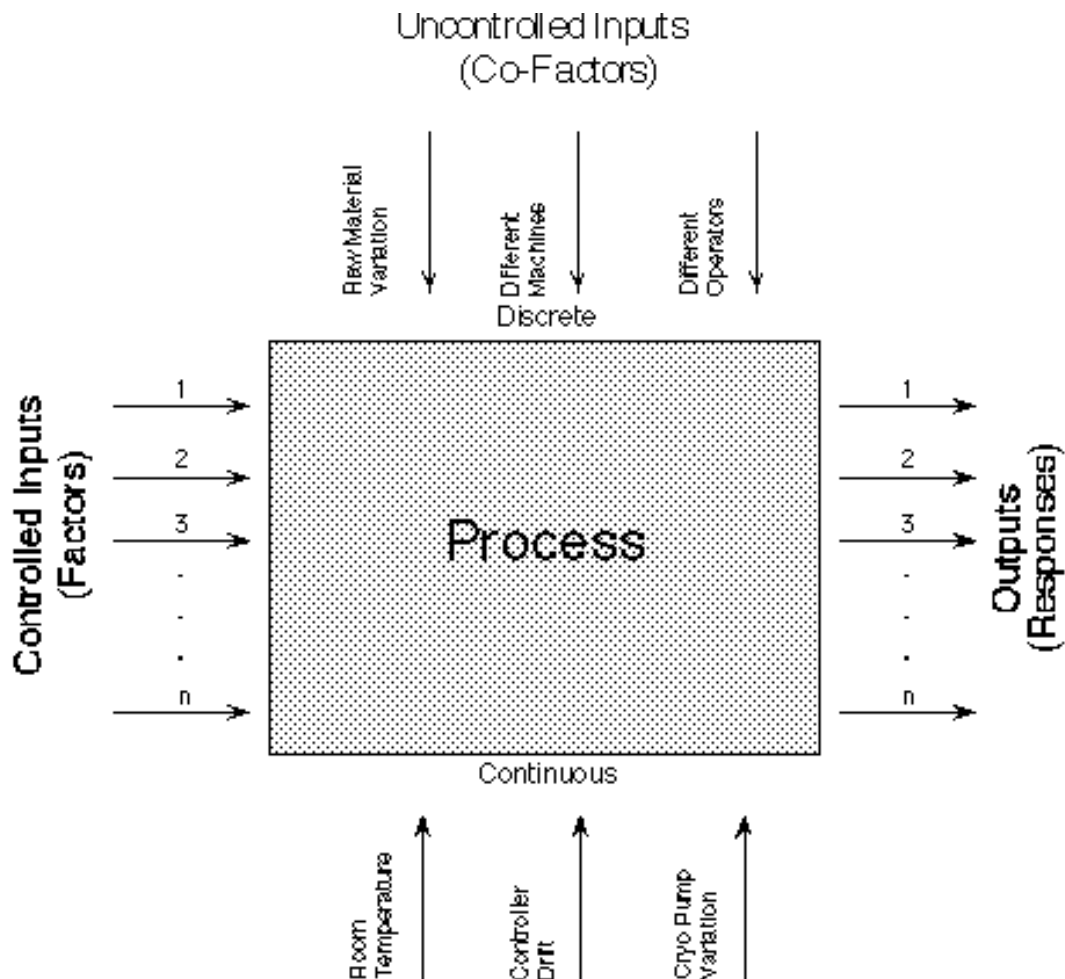 Uncontrolled Inputs
(Co-Factors)
Raw Material
Variation
Different
Machines
Different
Operators
Discrete
Controlled Inputs
(Factors)
1
2
3
.
.
.
n
Process
1
2
3
.
.
.
n
Outputs
(Responses)
Continuous
Room
Temperature
Controller
Drift
Cryo Pump
Variation